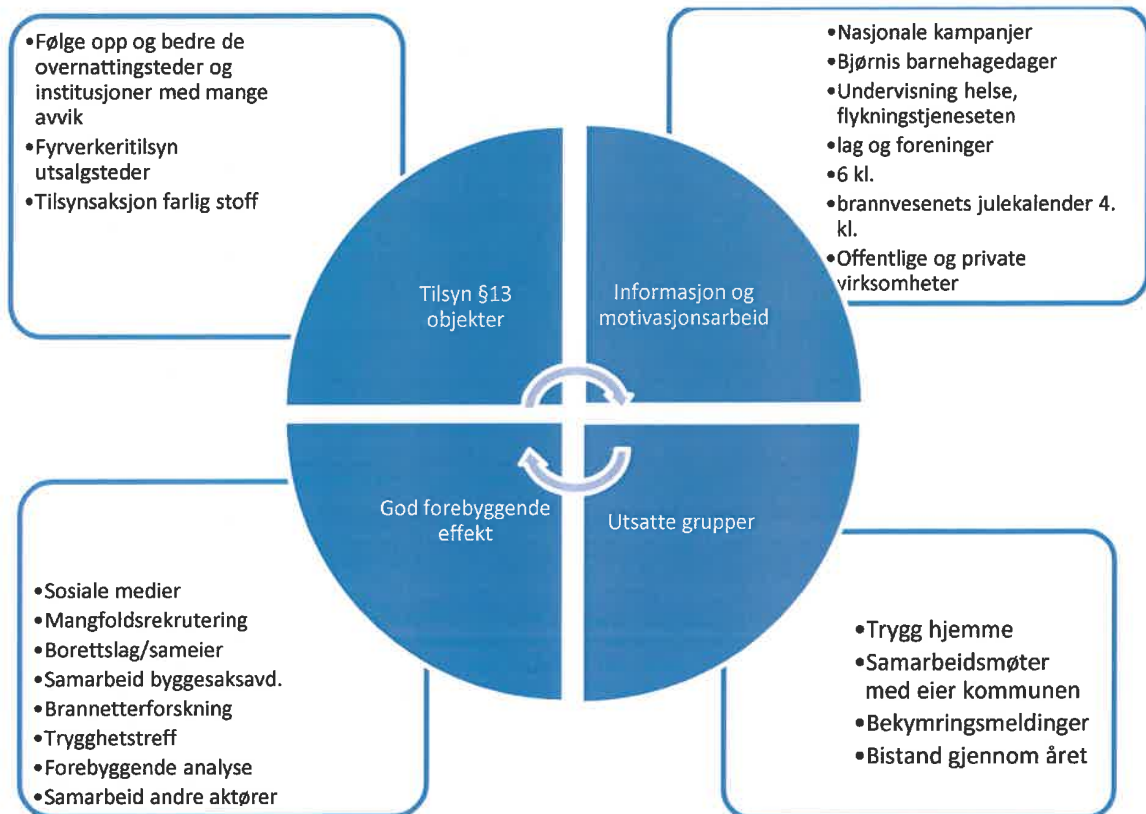 •Følge opp og bedre de
overnattingsteder og
institusjoner med mange
avvik
•Fyrverkeritilsyn
utsalgsteder
•Tilsynsaksjon farlig stoff
•Nasjonale kampanjer
•Bjørnis barnehagedager
•Undervisning helse,
flykningstjeneseten
•lag og foreninger
•6 kl.
•brannvesenets julekalender 4.
kl.
•Offentlige og private
virksomheter
Tilsyn §13
objekter
Informasjon og
motivasjonsarbeid
God forebyggende
effekt
Utsatte grupper
•Sosiale medier
•Mangfoldsrekrutering
•Borettslag/sameier
•Samarbeid byggesaksavd.
•Brannetterforskning
•Trygghetstreff
•Forebyggende analyse
•Samarbeid andre aktører
•Trygg hjemme
•Samarbeidsmøter
med eier kommunen
•Bekymringsmeldinger
•Bistand gjennom året